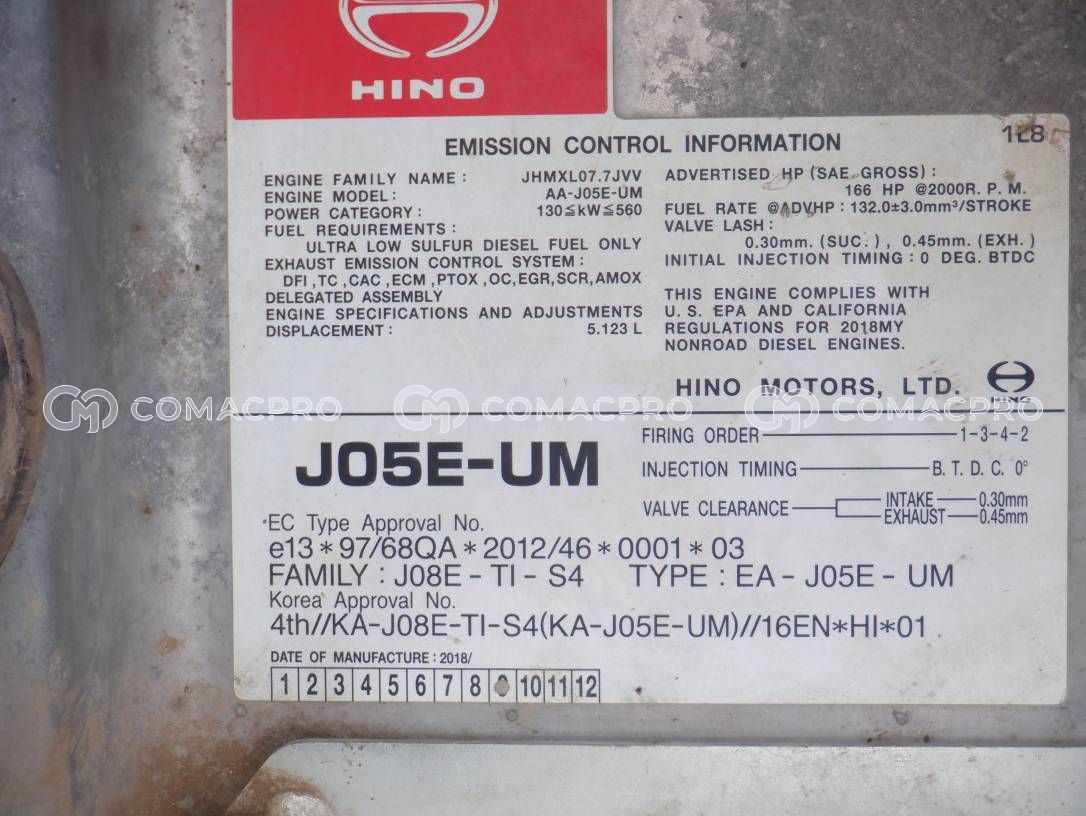 HINO
EMISSION CONTROL INFORMATION
1L8
ENGINE FAMILY NAME : JHMXL07.7JVV
ENGINE MODEL: AA-J05E-UM
POWER CATEGORY: 130≦kW≦560
FUEL REQUIREMENTS:
ULTRA LOW SULFUR DIESEL FUEL ONLY
EXHAUST EMISSION CONTROL SYSTEM :
DFI ,TC ,CAC ,ECM ,PTOX ,OC,EGR,SCR,AMOX
DELEGATED ASSEMBLY
ENGINE SPECIFICATIONS AND ADJUSTMENTS
DISPLACEMENT: 5.123 L
ADVERTISED HP (SAE GROSS) :
166 HP @2000R. P. M.
FUEL RATE @ADVHP : 132.0±3.0mm³/STROKE
VALVE LASH :
0.30mm. (SUC. ) , 0.45mm. (EXH. )
INITIAL INJECTION TIMING : 0 DEG. BTDC
THIS ENGINE COMPLIES WITH
U. S. EPA AND CALIFORNIA
REGULATIONS FOR 2018MY
NONROAD DIESEL ENGINES.
HINO MOTORS, LTD.
HINO
COMACPRO COMACPRO COMACPRO
J05E-UM
FIRING ORDER 1-3-4-2
INJECTION TIMING B. T. D. C. 0°
VALVE CLEARANCE INTAKE 0.30mm
EXHAUST 0.45mm
EC Type Approval No.
e13*97/68QA*2012/46*0001*03
FAMILY : J08E-TI-S4 TYPE : EA-J05E-UM
Korea Approval No.
4th//KA-J08E-TI-S4(KA-J05E-UM)//16EN*HI*01
DATE OF MANUFACTURE : 2018/
1 2 3 4 5 6 7 8 10 11 12